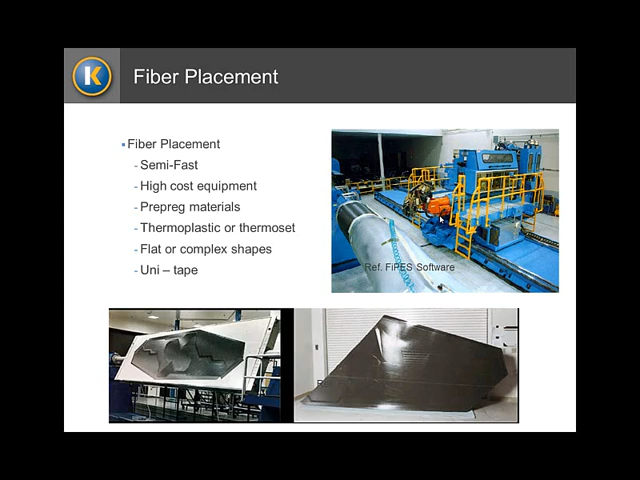 K
Fiber Placement
Fiber Placement
- Semi-Fast
- High cost equipment
- Prepreg materials
- Thermoplastic or thermoset
- Flat or complex shapes
- Uni – tape
Ref. FiPES Software